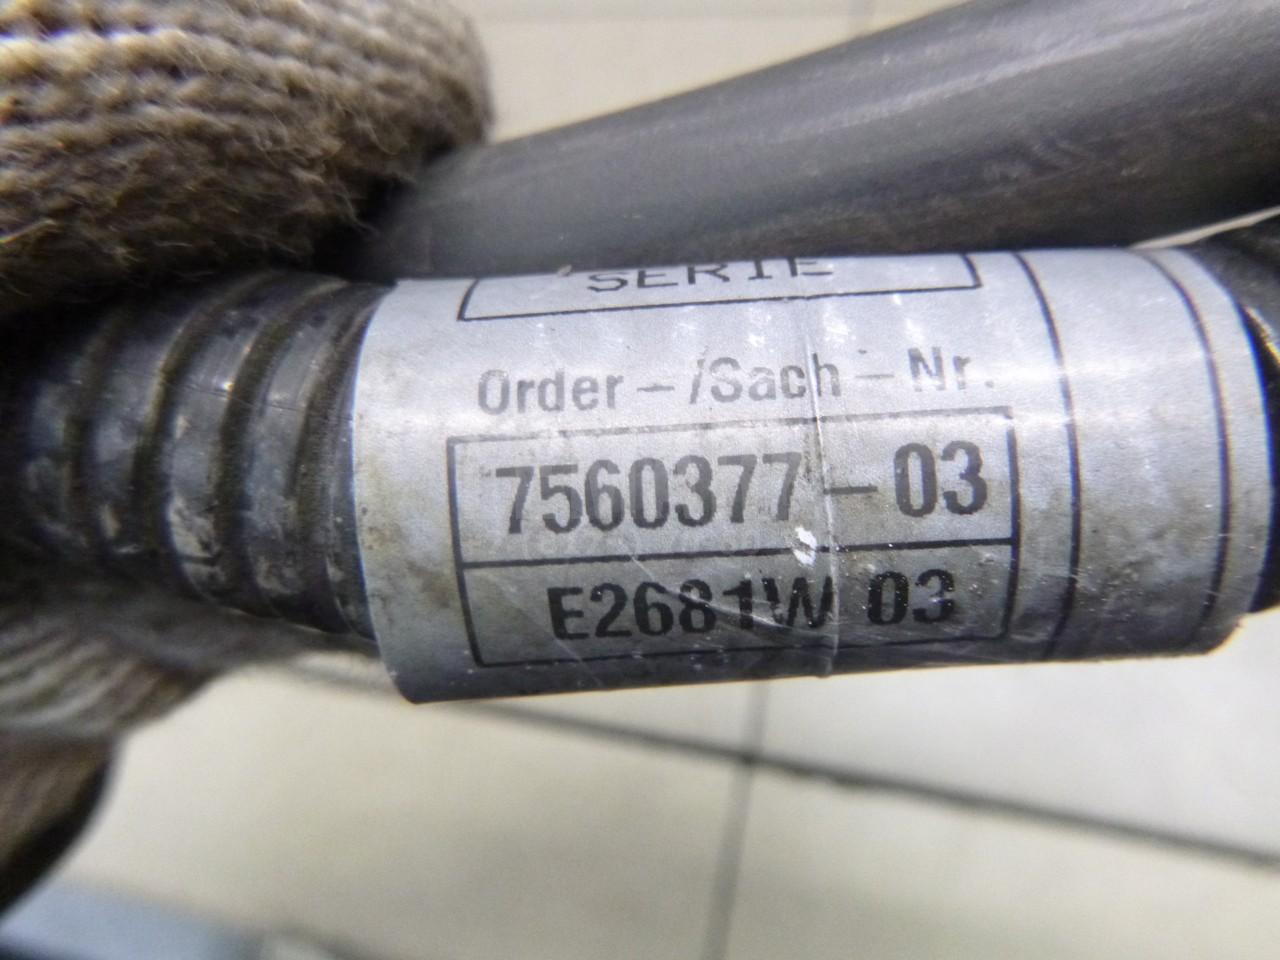 SERIE
Order-/Sach-Nr.
7560377-03
E2681W 03